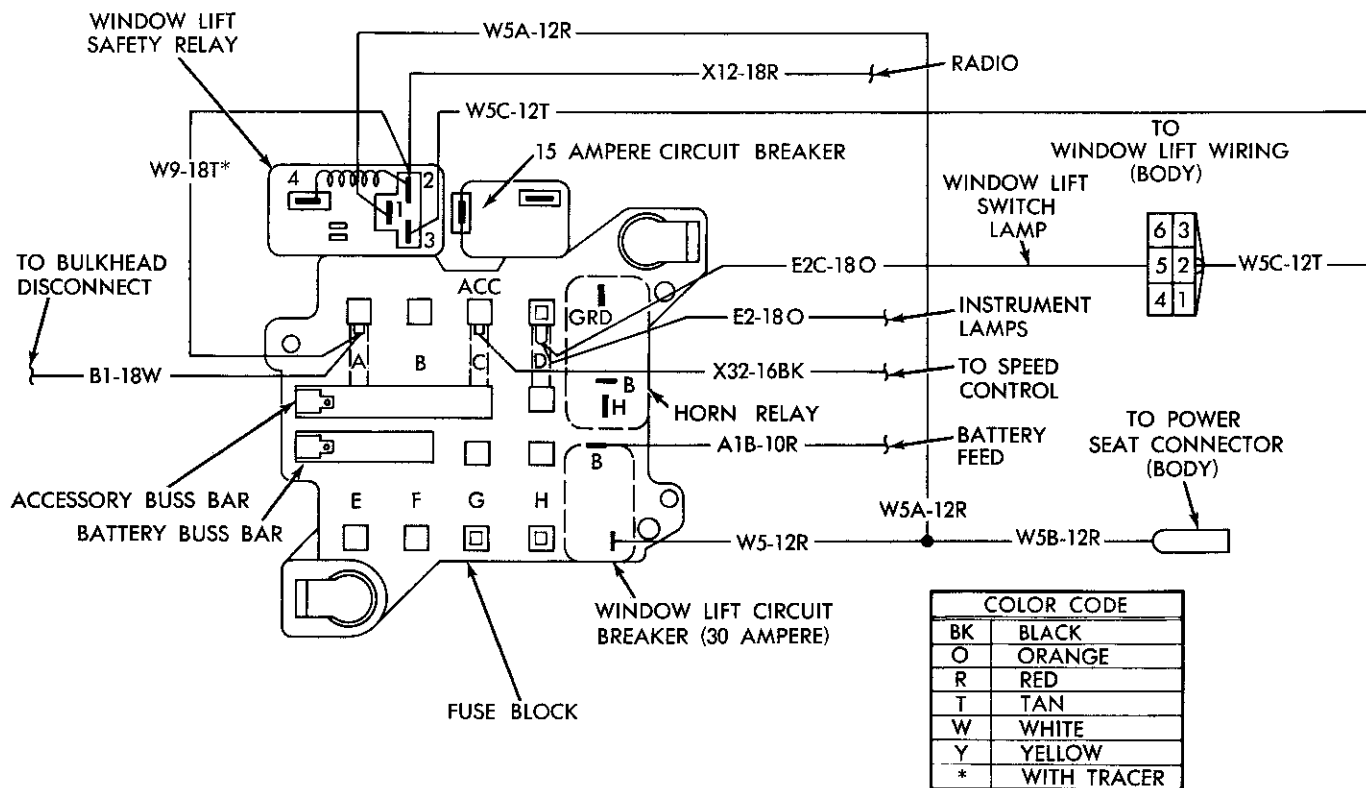 WINDOW LIFT
SAFETY RELAY
W5A-12R
X12-18R
RADIO
W5C-12T
W9-18T*
15 AMPERE CIRCUIT BREAKER
TO
WINDOW LIFT WIRING
(BODY)
WINDOW LIFT
SWITCH
LAMP
4
2
1
3
6 3
5 2
4 1
W5C-12T
TO BULKHEAD
DISCONNECT
ACC
E2C-18 O
GRD
E2-18 O
INSTRUMENT
LAMPS
A B C D
B1-18W
X32-16BK
TO SPEED
CONTROL
B
H
HORN RELAY
TO POWER
SEAT CONNECTOR
(BODY)
A1B-10R
BATTERY
FEED
B
ACCESSORY BUSS BAR
BATTERY BUSS BAR
E F G H
W5A-12R
W5-12R
W5B-12R
WINDOW LIFT CIRCUIT
BREAKER (30 AMPERE)
FUSE BLOCK
COLOR CODE
BK BLACK
O ORANGE
R RED
T TAN
W WHITE
Y YELLOW
* WITH TRACER